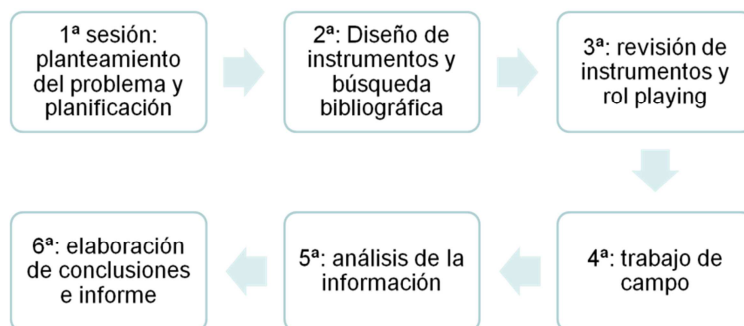 1ª sesión:
planteamiento
del problema y
planificación
2ª: Diseño de
instrumentos y
búsqueda
bibliográfica
3ª: revisión de
instrumentos y
rol playing
4ª: trabajo de
campo
5ª: análisis de la
información
6ª: elaboración
de conclusiones
e informe